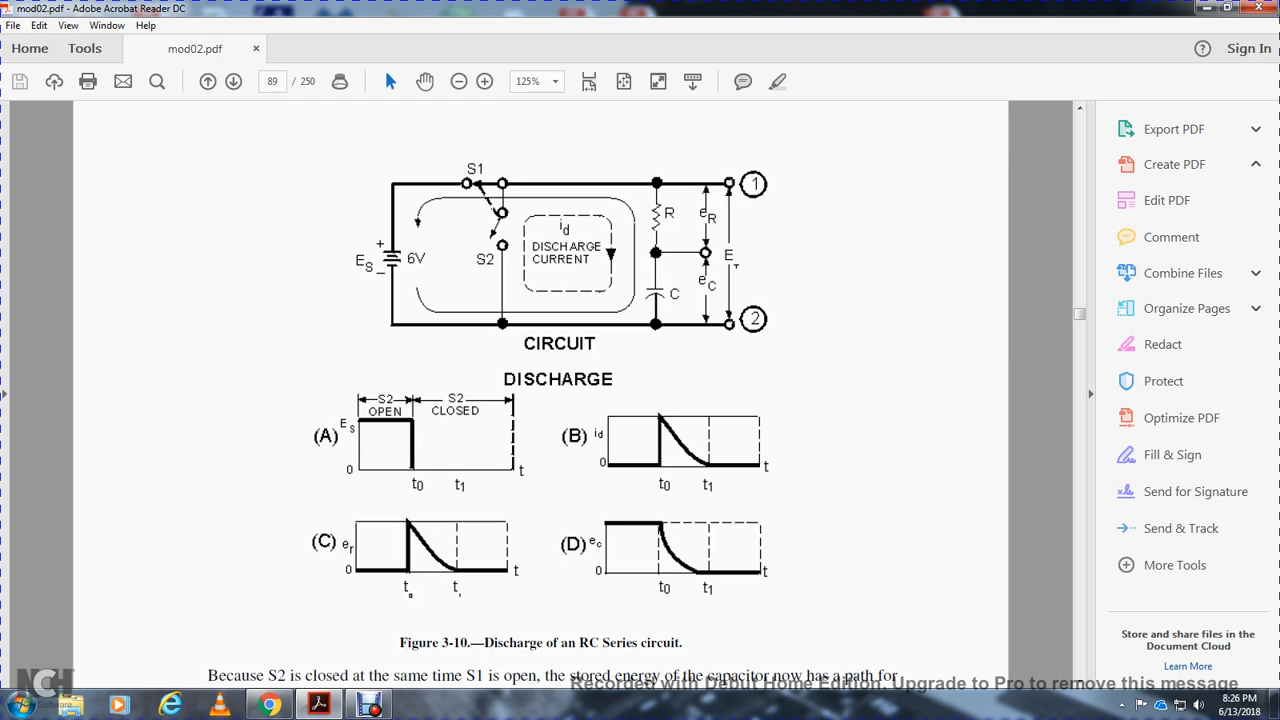 mod02.pdf - Adobe Acrobat Reader DC
File Edit View Window Help
Home Tools mod02.pdf × ? Sign In
89 / 250 125%
S1
1
R
eR
id
DISCHARGE
CURRENT
+
ES 6V
–
S2
ET
eC
C
2
CIRCUIT
DISCHARGE
S2 OPEN S2 CLOSED
(A) ES 0 t0 t1 t
(B) id 0 t0 t1 t
(C) er 0 t t t
(D) ec 0 t0 t1 t
Figure 3-10.—Discharge of an RC Series circuit.
Because S2 is closed at the same time S1 is open, the stored energy of the capacitor now has a path for
Export PDF
Create PDF
Edit PDF
Comment
Combine Files
Organize Pages
Redact
Protect
Optimize PDF
Fill & Sign
Send for Signature
Send & Track
More Tools
Store and share files in the
Document Cloud
Learn More
NCH
Software
Recorded with Debut Home Edition. Upgrade to Pro to remove this message
8:26 PM
6/13/2018